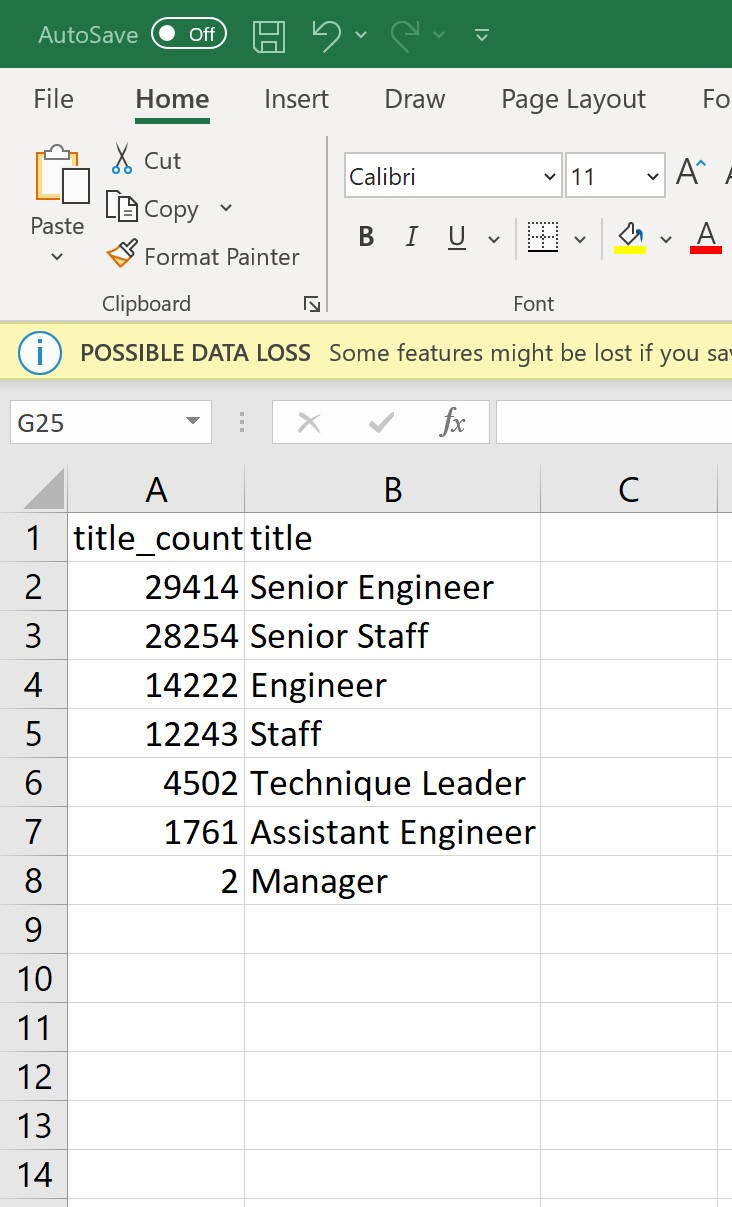 AutoSave Off
File Home Insert Draw Page Layout Fo
Cut
Calibri 11 A
Paste
Copy
B I U A
Format Painter
Clipboard Font
POSSIBLE DATA LOSS Some features might be lost if you sav
G25 fx
A B C
1 title_count title
2 29414 Senior Engineer
3 28254 Senior Staff
4 14222 Engineer
5 12243 Staff
6 4502 Technique Leader
7 1761 Assistant Engineer
8 2 Manager
9
10
11
12
13
14